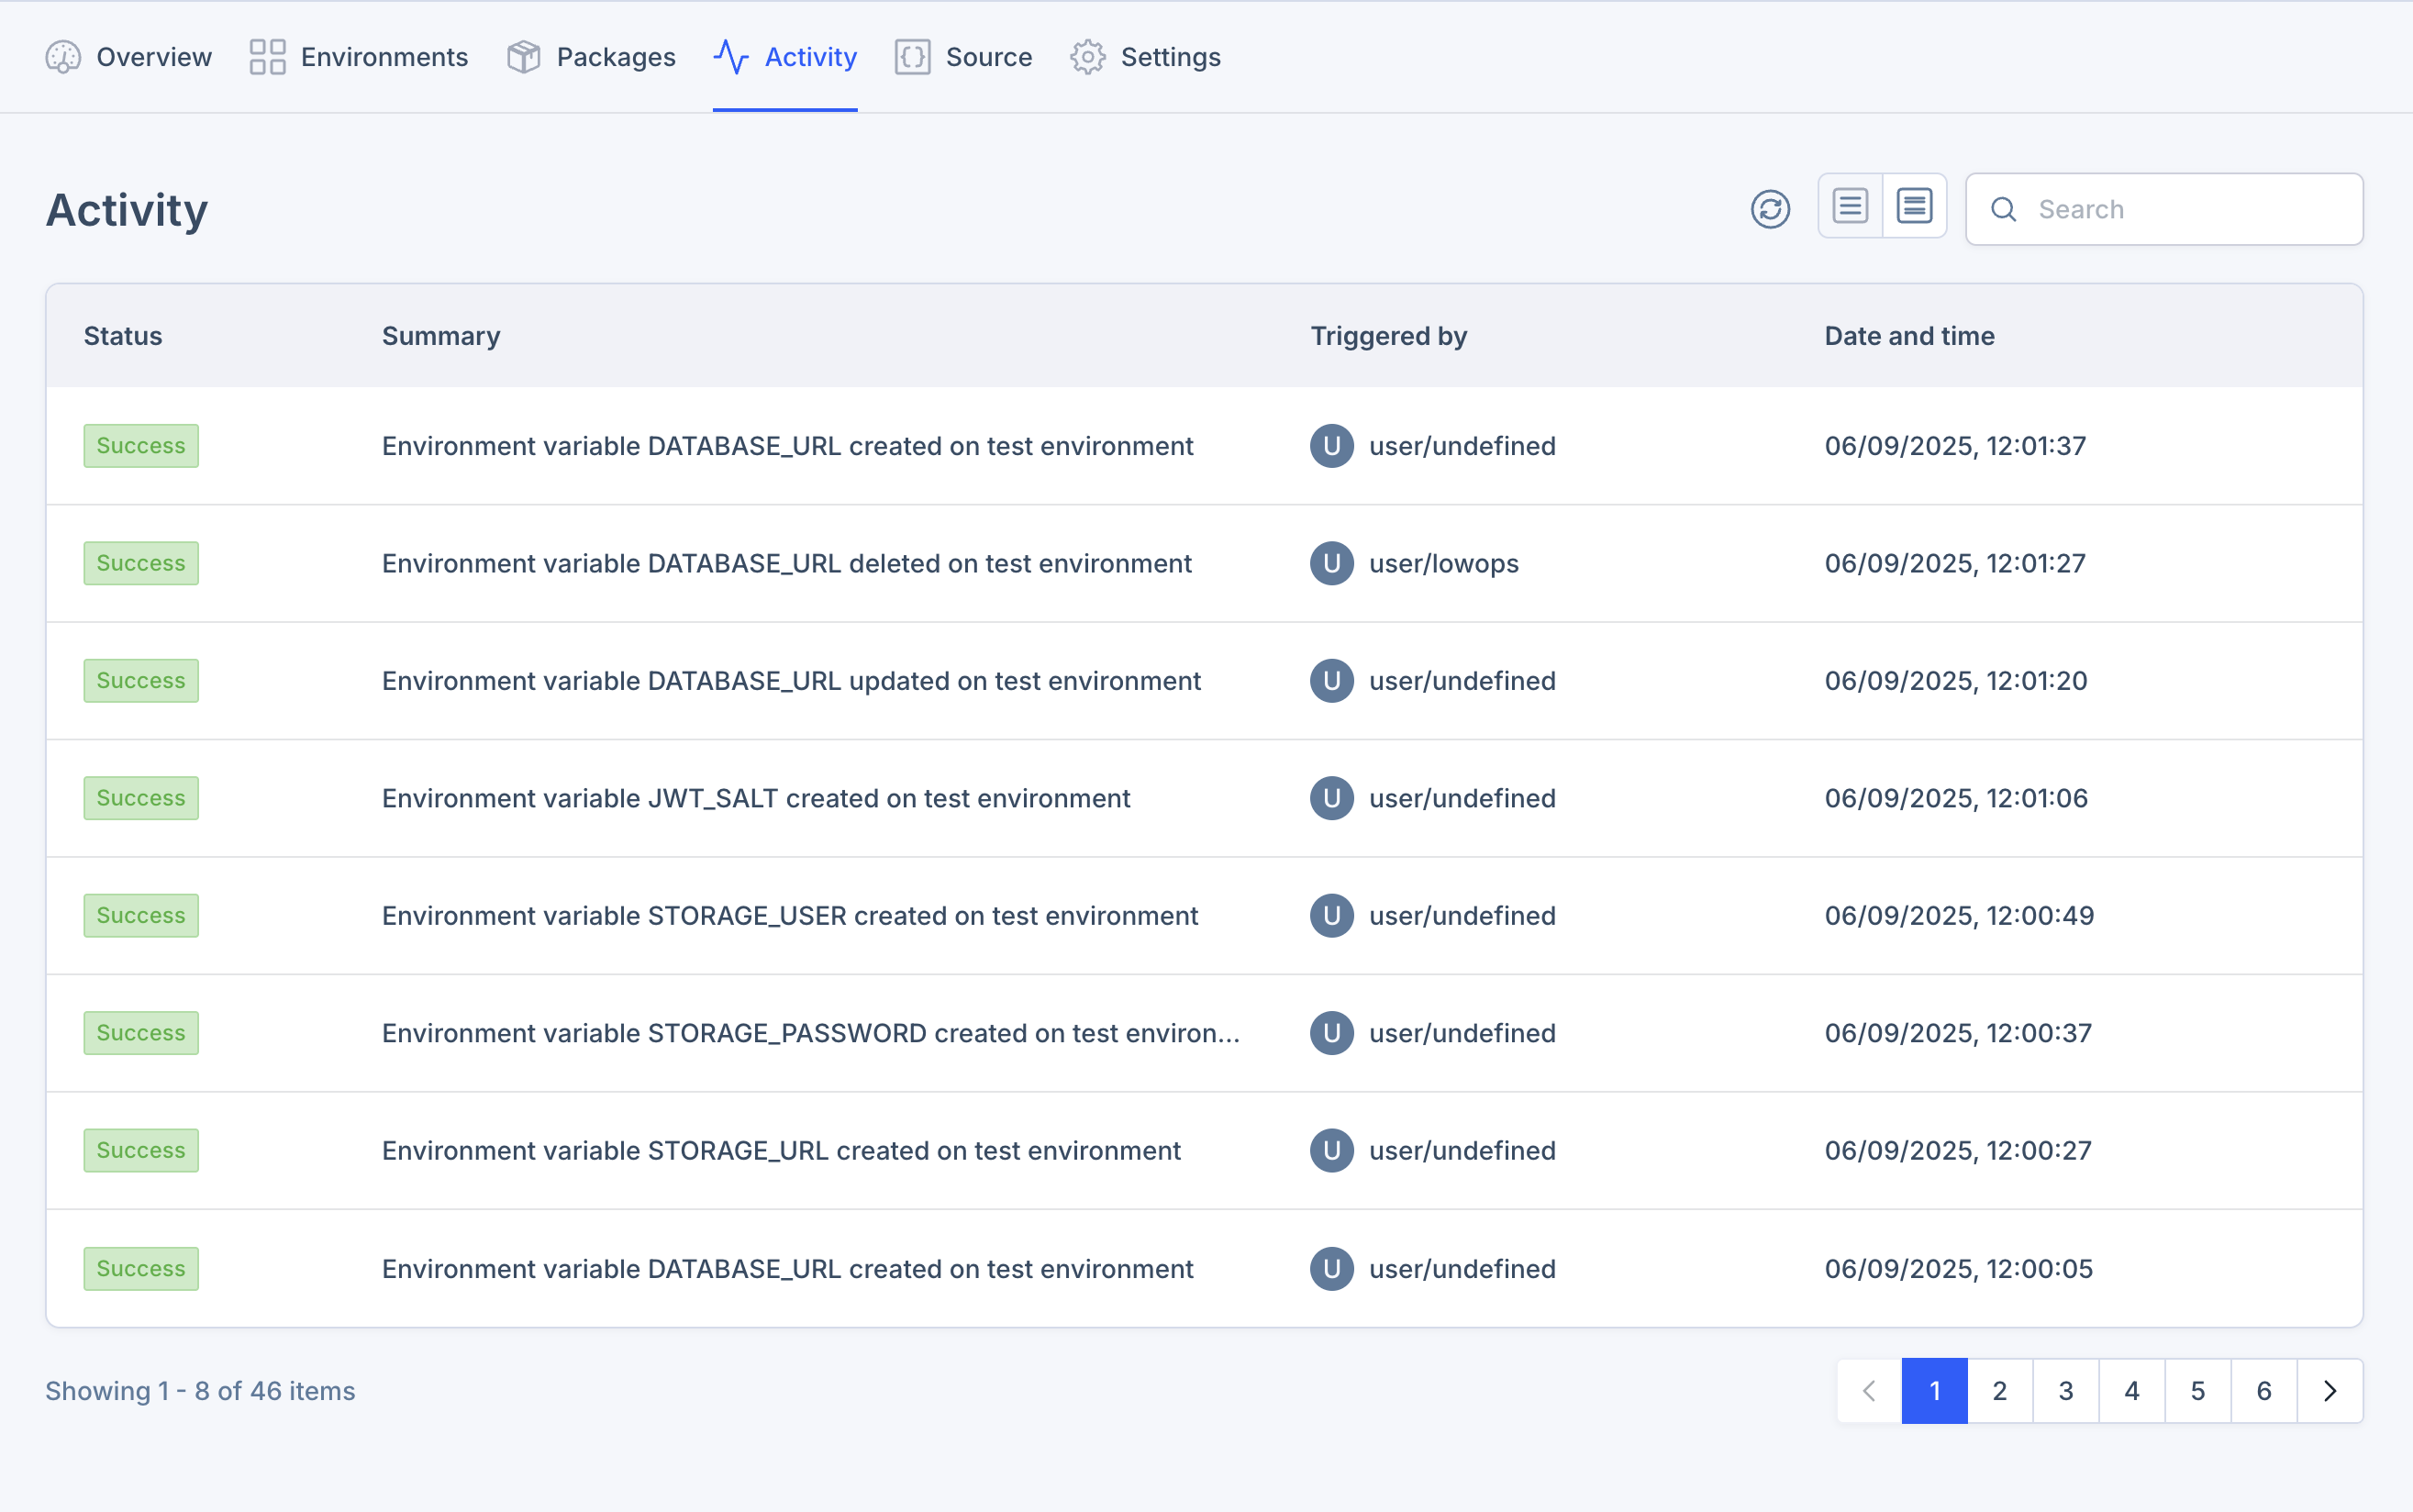 Overview Environments Packages Activity Source Settings
Activity
Search
Status Summary Triggered by Date and time
Success Environment variable DATABASE_URL created on test environment U user/undefined 06/09/2025, 12:01:37
Success Environment variable DATABASE_URL deleted on test environment U user/lowops 06/09/2025, 12:01:27
Success Environment variable DATABASE_URL updated on test environment U user/undefined 06/09/2025, 12:01:20
Success Environment variable JWT_SALT created on test environment U user/undefined 06/09/2025, 12:01:06
Success Environment variable STORAGE_USER created on test environment U user/undefined 06/09/2025, 12:00:49
Success Environment variable STORAGE_PASSWORD created on test environ... U user/undefined 06/09/2025, 12:00:37
Success Environment variable STORAGE_URL created on test environment U user/undefined 06/09/2025, 12:00:27
Success Environment variable DATABASE_URL created on test environment U user/undefined 06/09/2025, 12:00:05
Showing 1 - 8 of 46 items 1 2 3 4 5 6